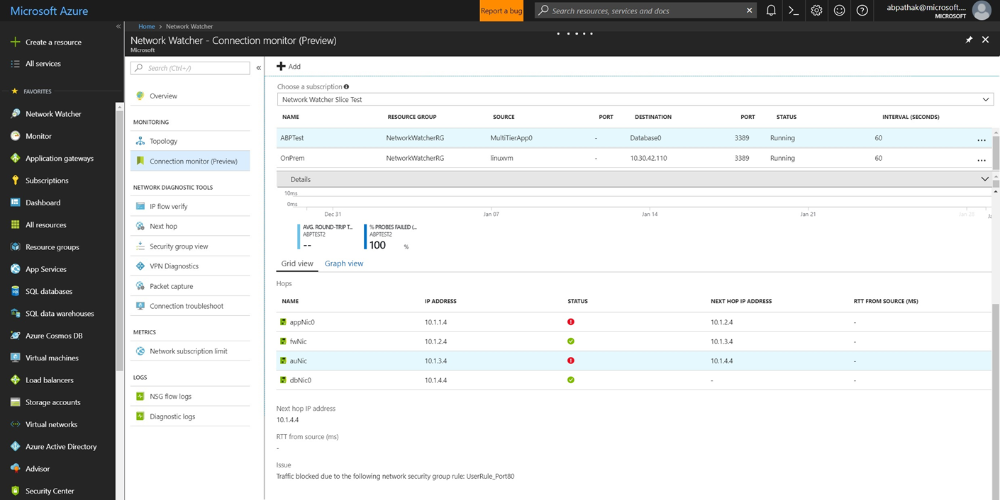 Microsoft Azure
Report a bug
Search resources, services and docs
abpathak@microsoft....
MICROSOFT
Create a resource
All services
FAVORITES
Network Watcher
Monitor
Application gateways
Subscriptions
Dashboard
All resources
Resource groups
App Services
SQL databases
SQL data warehouses
Azure Cosmos DB
Virtual machines
Load balancers
Storage accounts
Virtual networks
Azure Active Directory
Advisor
Security Center
Home > Network Watcher
Network Watcher - Connection monitor (Preview)
Microsoft
Search (Ctrl+/)
Overview
MONITORING
Topology
Connection monitor (Preview)
NETWORK DIAGNOSTIC TOOLS
IP flow verify
Next hop
Security group view
VPN Diagnostics
Packet capture
Connection troubleshoot
METRICS
Network subscription limit
LOGS
NSG flow logs
Diagnostic logs
Add
Choose a subscription
Network Watcher Slice Test
NAME RESOURCE GROUP SOURCE PORT DESTINATION PORT STATUS INTERVAL (SECONDS)
ABPTest NetworkWatcherRG MultiTierApp0 - Database0 3389 Running 60 ...
OnPrem NetworkWatcherRG linuxvm - 10.30.42.110 3389 Running 60 ...
Details
10ms
0ms
Dec 31 Jan 07 Jan 14 Jan 21 Jan 28
AVG. ROUND-TRIP T... % PROBES FAILED (...
ABPTEST2 ABPTEST2
-- 100 %
Grid view Graph view
Hops
NAME IP ADDRESS STATUS NEXT HOP IP ADDRESS RTT FROM SOURCE (MS)
appNic0 10.1.1.4 10.1.2.4 -
fwNic 10.1.2.4 10.1.3.4 -
auNic 10.1.3.4 10.1.4.4 -
dbNic0 10.1.4.4 - -
Next hop IP address
10.1.4.4
RTT from source (ms)
-
Issue
Traffic blocked due to the following network security group rule: UserRule_Port80